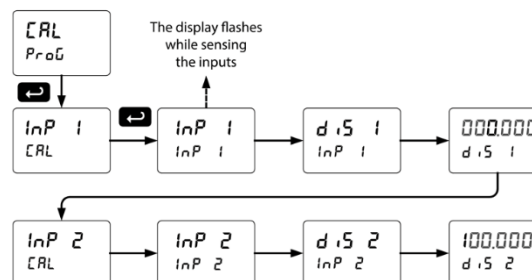 CAL
ProG
The display flashes
while sensing
the inputs
InP 1
CAL
InP 1
InP 1
diS 1
InP 1
000.000
diS 1
InP 2
CAL
InP 2
InP 2
diS 2
InP 2
100.000
diS 2